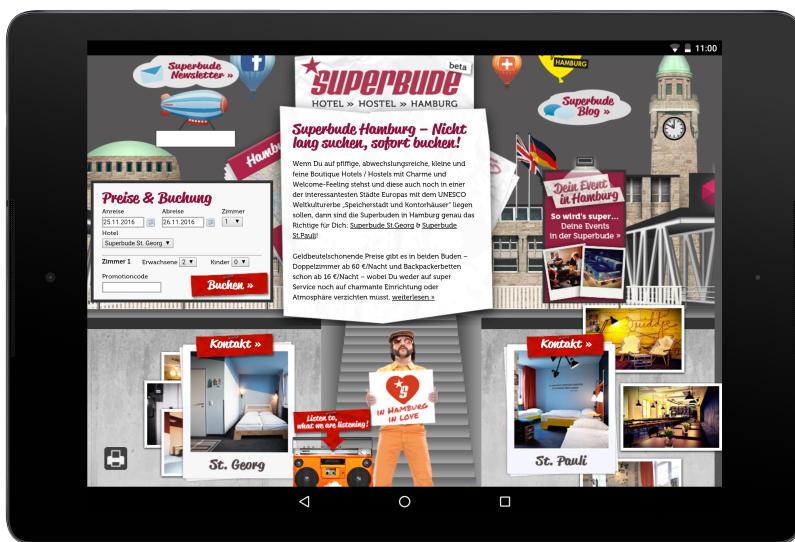 11:00
Superbude
Newsletter »
f
beta
SUPERBUDE
HOTEL » HOSTEL » HAMBURG
HAMBURG
Superbude
Blog »
Superbude Hamburg – Nicht
lang suchen, sofort buchen!
Wenn Du auf pfiffige, abwechslungsreiche, kleine und
feine Boutique Hotels / Hostels mit Charme und
Welcome-Feeling stehst und diese auch noch in einer
der interessantesten Städte Europas mit dem UNESCO
Weltkulturerbe „Speicherstadt und Kontorhäuser" liegen
sollen, dann sind die Superbuden in Hamburg genau das
Richtige für Dich: Superbude St.Georg & Superbude
St.Pauli!
Geldbeutelschonende Preise gibt es in beiden Buden –
Doppelzimmer ab 60 €/Nacht und Backpackerbetten
schon ab 16 €/Nacht – wobei Du weder auf super
Service noch auf charmante Einrichtung oder
Atmosphäre verzichten musst. weiterlesen »
Preise & Buchung
Anreise Abreise Zimmer
25.11.2016 26.11.2016 1
Hotel
Superbude St. Georg
Zimmer 1 Erwachsene 2 Kinder 0
Promotioncode
Buchen »
Dein Event
in Hamburg
So wird's super...
Deine Events
in der Superbude »
Kontakt »
St. Georg
Listen to,
what we are listening!
S
IN HAMBURG
IN LOVE
Kontakt »
St. Pauli